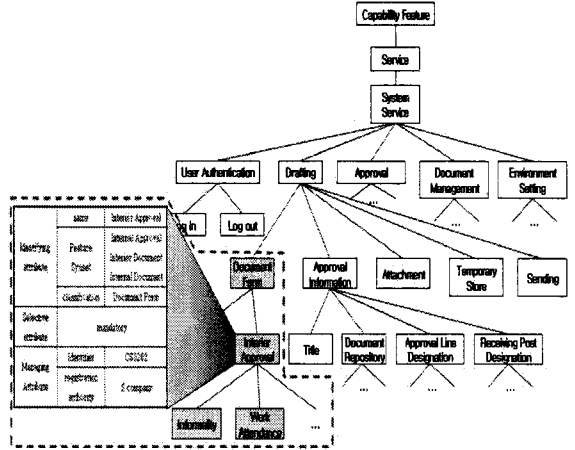 Capability Feature
Service
System
Service
User Authentication
Drafting
Approval
Document
Management
Environment
Setting
...
...
...
Log out
Document
Form
Approval
Information
Attachment
Temporary
Store
Sending
name
Interior Approval
Identifying
attribute
Feature
Synset
Interior Approval
Interior Document
Internal Document
classification
Document Form
Selective
attribute
mandatory
Managing
Attribute
Identifier
registration
authority
S company
Interior
Approval
Title
Document
Repository
Approval Line
Designation
Receiving Post
Designation
...
...
...
Informality
Work
Attendance
...